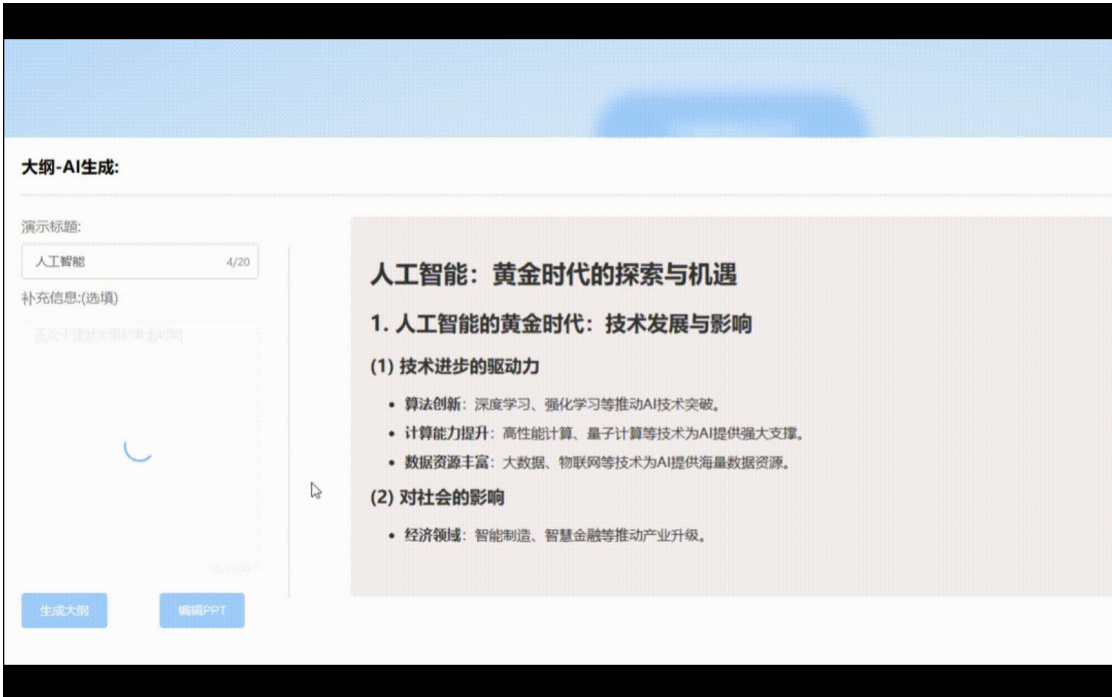 大纲-AI生成:
演示标题:
人工智能 4/20
补充信息:(选填)
生成大纲
编辑PPT
人工智能：黄金时代的探索与机遇
1. 人工智能的黄金时代：技术发展与影响
(1) 技术进步的驱动力
• 算法创新：深度学习、强化学习等推动AI技术突破。
• 计算能力提升：高性能计算、量子计算等技术为AI提供强大支撑。
• 数据资源丰富：大数据、物联网等技术为AI提供海量数据资源。
(2) 对社会的影响
• 经济领域：智能制造、智慧金融等推动产业升级。